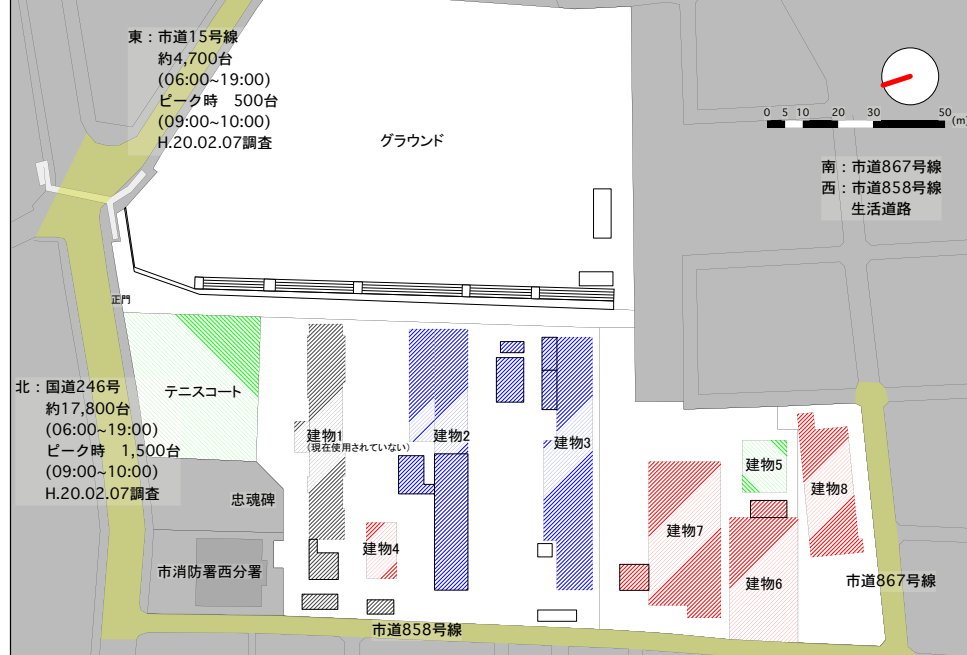 東：市道15号線
約4,700台
(06:00~19:00)
ピーク時　500台
(09:00~10:00)
H.20.02.07調査
グラウンド
0 5 10 20 30 50 (m)
南：市道867号線
西：市道858号線
生活道路
正門
テニスコート
北：国道246号
約17,800台
(06:00~19:00)
ピーク時　1,500台
(09:00~10:00)
H.20.02.07調査
建物1
(現在使用されていない)
建物2
建物3
建物5
建物8
忠魂碑
建物7
建物4
市消防署西分署
建物6
市道867号線
市道858号線